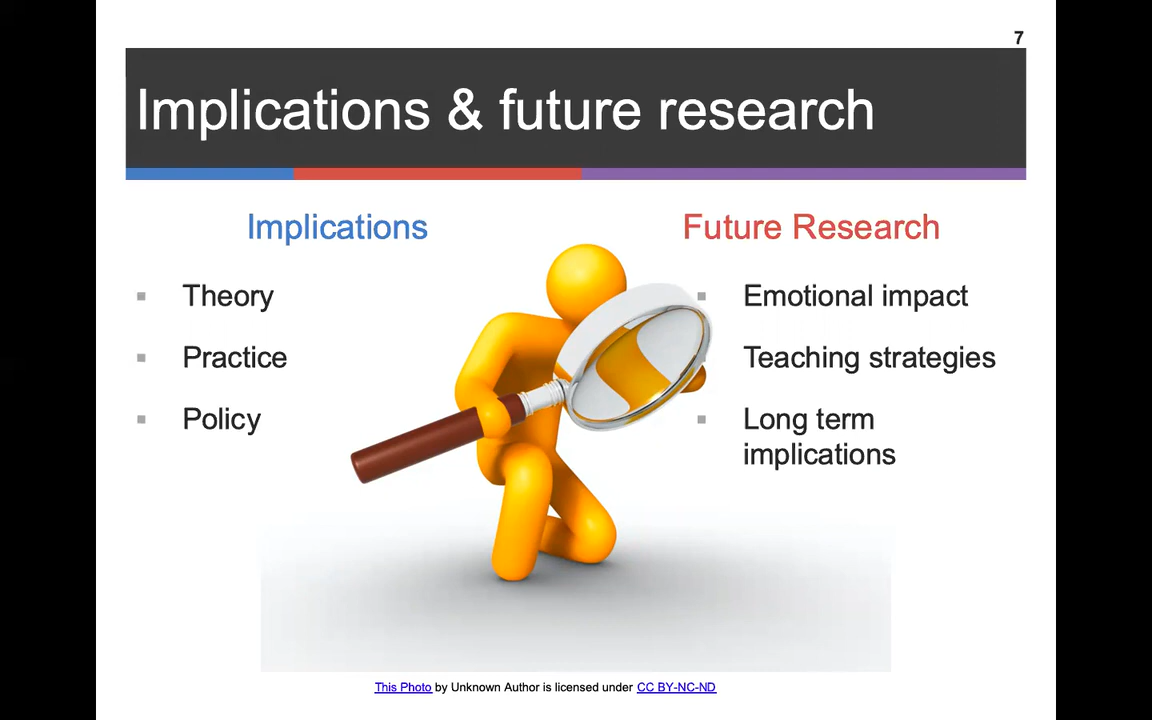 7
Implications & future research
Implications
Theory
Practice
Policy
Future Research
Emotional impact
Teaching strategies
Long term
implications
This Photo by Unknown Author is licensed under CC BY-NC-ND